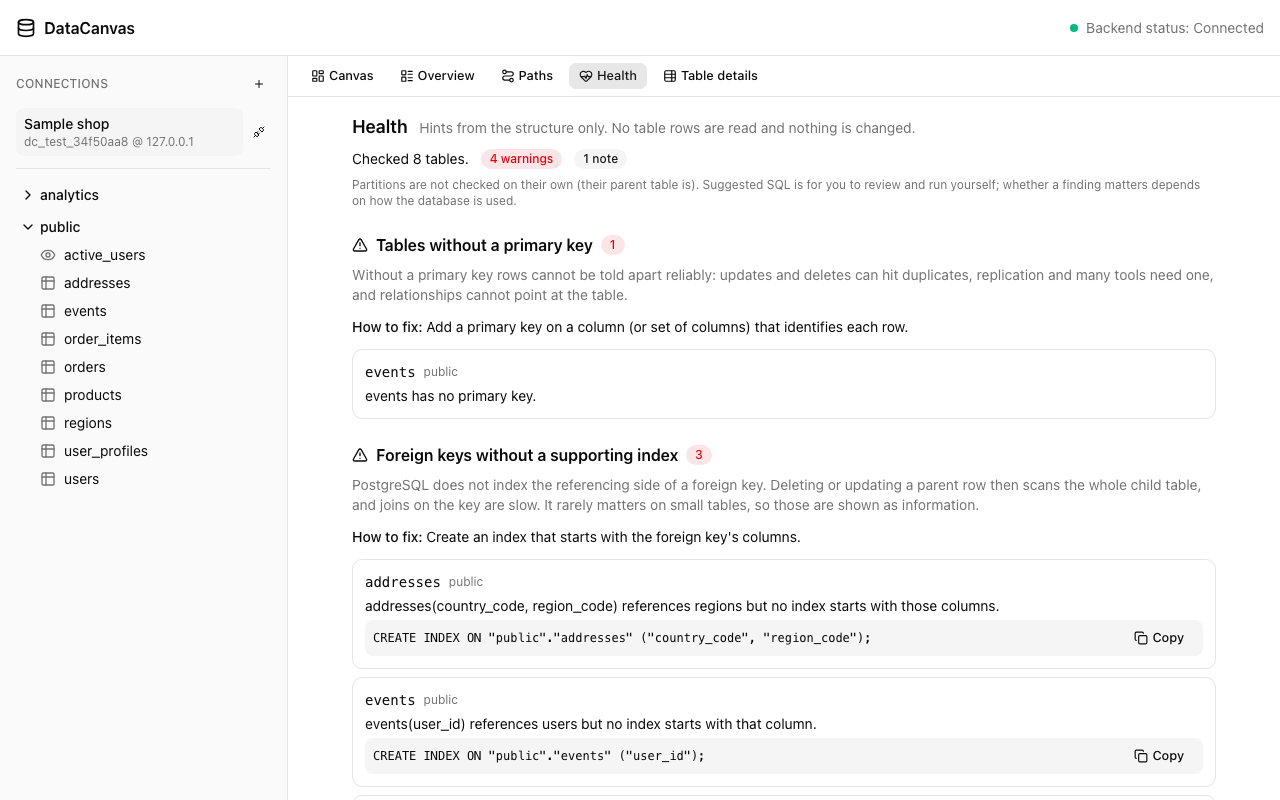 DataCanvas
Backend status: Connected
CONNECTIONS
Sample shop
dc_test_34f50aa8 @ 127.0.0.1
analytics
public
active_users
addresses
events
order_items
orders
products
regions
user_profiles
users
Canvas
Overview
Paths
Health
Table details
Health Hints from the structure only. No table rows are read and nothing is changed.
Checked 8 tables. 4 warnings 1 note
Partitions are not checked on their own (their parent table is). Suggested SQL is for you to review and run yourself; whether a finding matters depends
on how the database is used.
Tables without a primary key 1
Without a primary key rows cannot be told apart reliably: updates and deletes can hit duplicates, replication and many tools need one,
and relationships cannot point at the table.
How to fix: Add a primary key on a column (or set of columns) that identifies each row.
events public
events has no primary key.
Foreign keys without a supporting index 3
PostgreSQL does not index the referencing side of a foreign key. Deleting or updating a parent row then scans the whole child table,
and joins on the key are slow. It rarely matters on small tables, so those are shown as information.
How to fix: Create an index that starts with the foreign key's columns.
addresses public
addresses(country_code, region_code) references regions but no index starts with those columns.
CREATE INDEX ON "public"."addresses" ("country_code", "region_code"); Copy
events public
events(user_id) references users but no index starts with that column.
CREATE INDEX ON "public"."events" ("user_id"); Copy